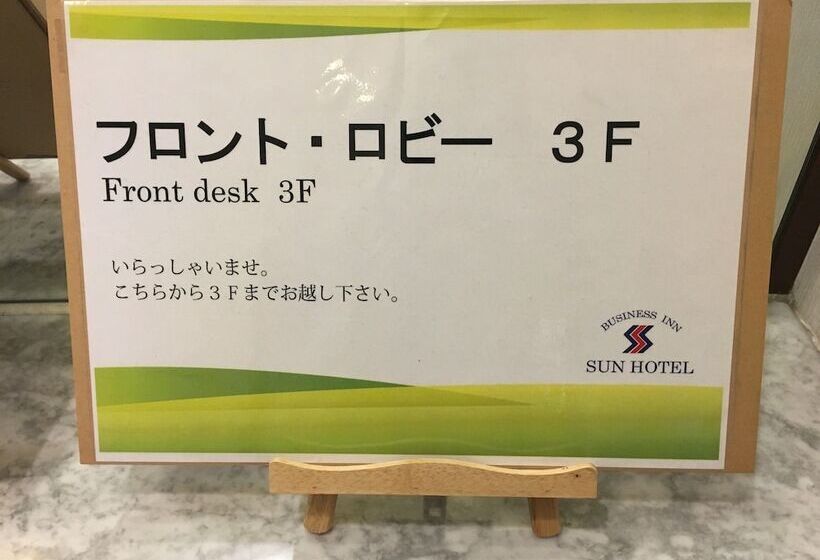 フロント・ロビー　３Ｆ
Front desk 3F
いらっしゃいませ。
こちらから３Ｆまでお越し下さい。
BUSINESS INN
SUN HOTEL